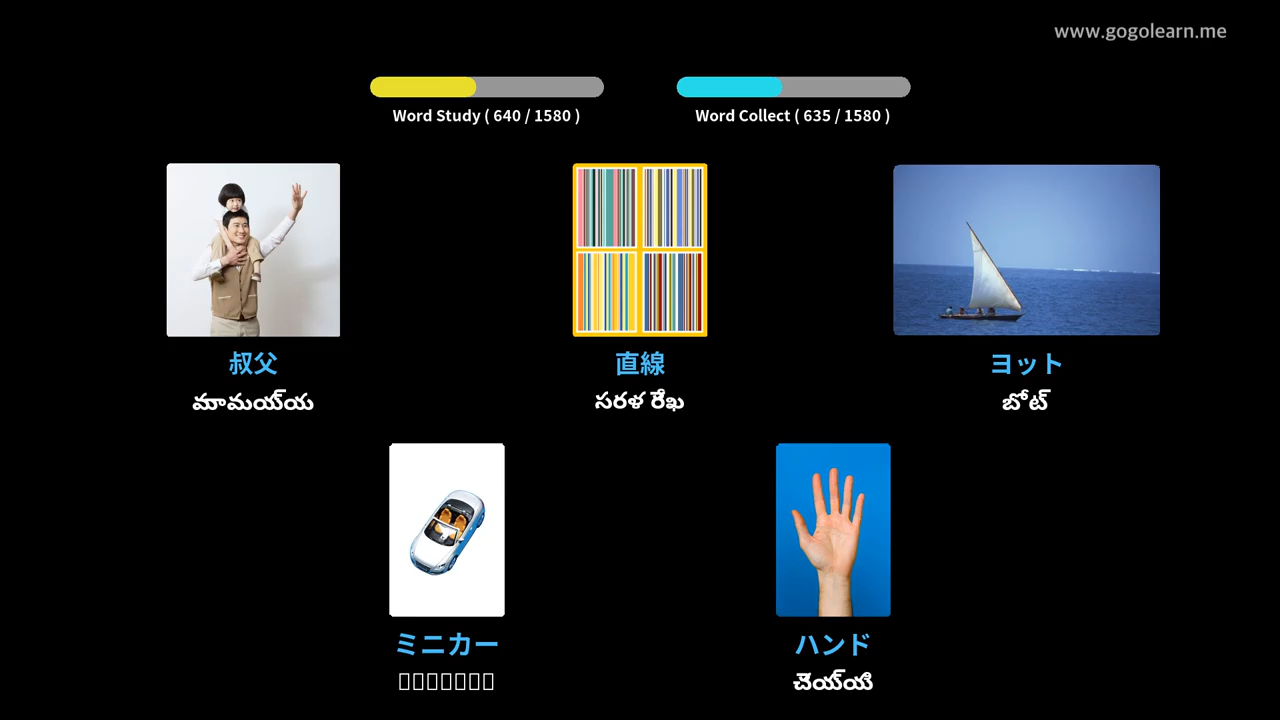 www.gogolearn.me
Word Study ( 640 / 1580 )
Word Collect ( 635 / 1580 )
叔父
直線
ヨット
మామయ్య
సరళ రేఖ
బోట్
ミニカー
ハンド
చెయ్యి